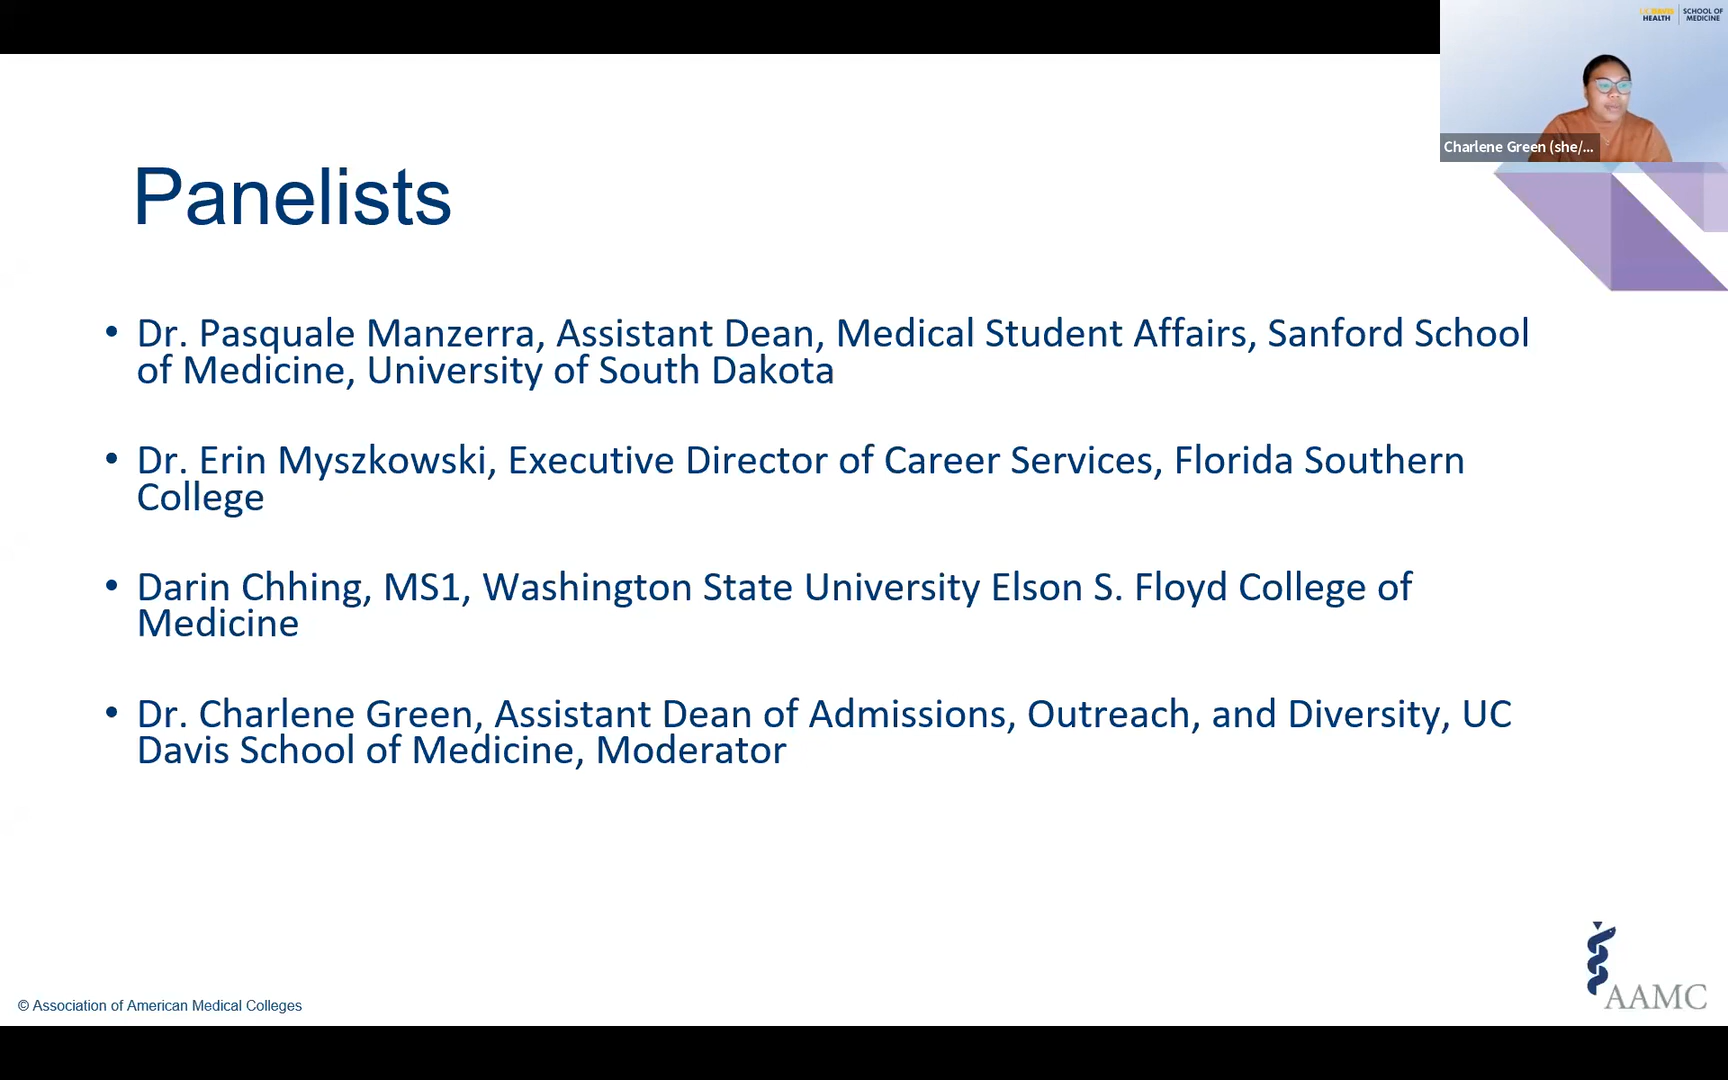 UCDAVIS
HEALTH
SCHOOL OF
MEDICINE
Charlene Green (she/...
Panelists
• Dr. Pasquale Manzerra, Assistant Dean, Medical Student Affairs, Sanford School
of Medicine, University of South Dakota
• Dr. Erin Myszkowski, Executive Director of Career Services, Florida Southern
College
• Darin Chhing, MS1, Washington State University Elson S. Floyd College of
Medicine
• Dr. Charlene Green, Assistant Dean of Admissions, Outreach, and Diversity, UC
Davis School of Medicine, Moderator
© Association of American Medical Colleges
AAMC